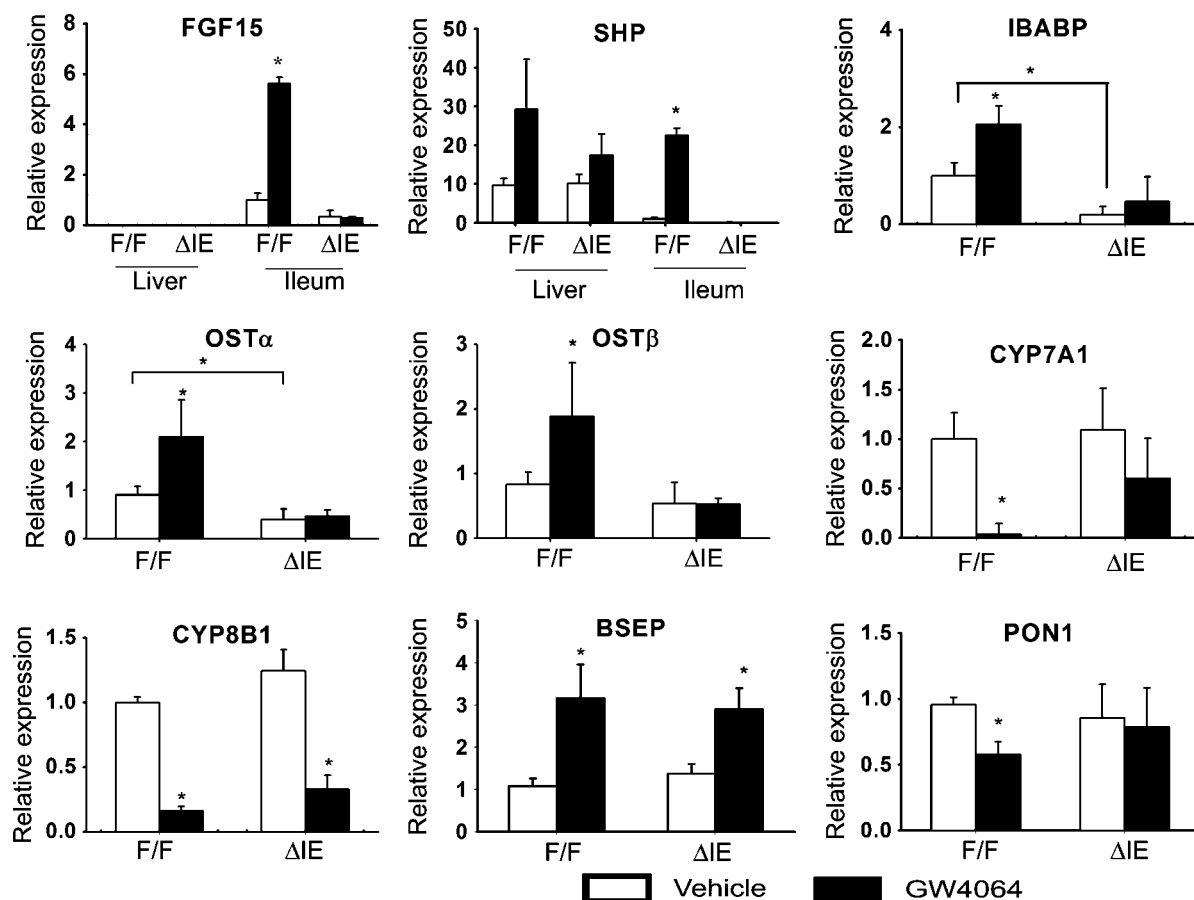 FGF15
Relative expression
8
6
4
2
0
*
F/F ΔIE F/F ΔIE
Liver Ileum
SHP
Relative expression
50
40
30
20
10
0
*
F/F ΔIE F/F ΔIE
Liver Ileum
IBABP
Relative expression
4
2
0
*
*
F/F ΔIE
OSTα
Relative expression
4
3
2
1
0
*
*
F/F ΔIE
OSTβ
Relative expression
3
2
1
0
*
F/F ΔIE
CYP7A1
Relative expression
2.0
1.5
1.0
0.5
0.0
*
F/F ΔIE
CYP8B1
Relative expression
1.5
1.0
0.5
0.0
*
*
F/F ΔIE
BSEP
Relative expression
5
4
3
2
1
0
*
*
F/F ΔIE
PON1
Relative expression
1.5
1.0
0.5
0.0
*
F/F ΔIE
Vehicle GW4064